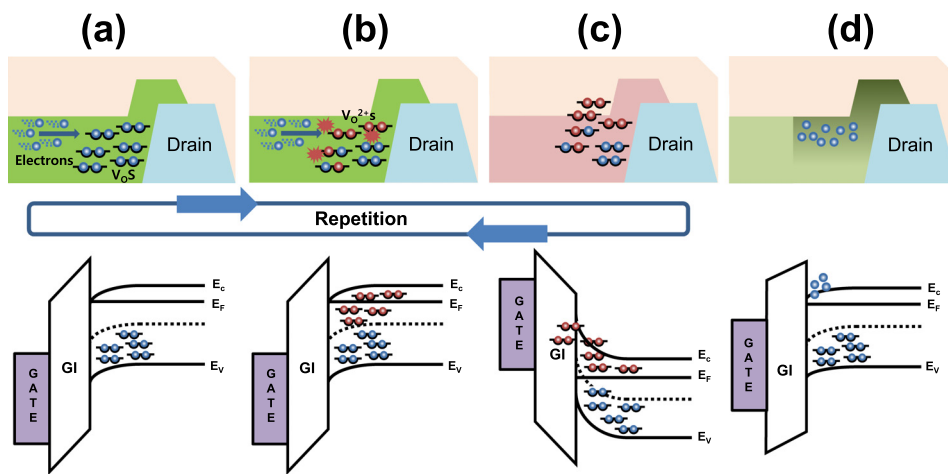 (a) (b) (c) (d)
Electrons
VₒS
Drain
Vₒ²⁺s
Drain
Drain
Drain
Repetition
GATE
GI
Ec
EF
EV
GATE
GI
Ec
EF
EV
GATE
GI
Ec
EF
EV
GATE
GI
Ec
EF
EV